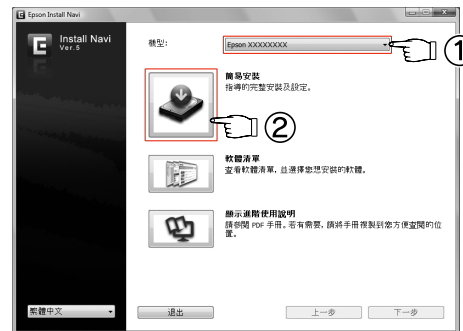 Epson Install Navi
Install Navi
Ver.5
機型:
Epson XXXXXXXX
①
簡易安裝
指導的完整安裝及設定。
②
軟體清單
查看軟體清單，並選擇您想安裝的軟體。
顯示進階使用說明
請參閱 PDF 手冊。若有需要，請將手冊複製到您方便查閱的位
置。
繁體中文
退出
上一步
下一步